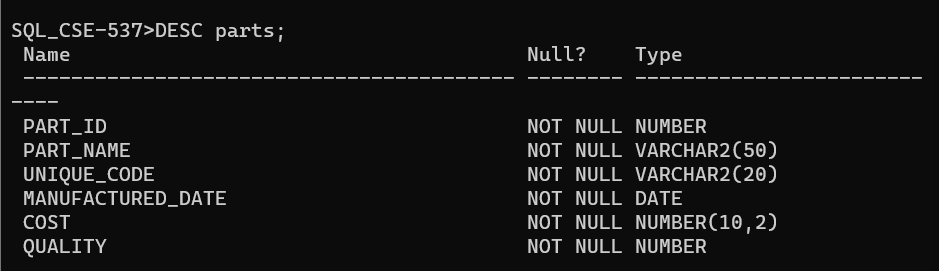 SQL_CSE-537>DESC parts;
 Name                                      Null?    Type
 ----------------------------------------- -------- ------------------------
----
 PART_ID                                   NOT NULL NUMBER
 PART_NAME                                 NOT NULL VARCHAR2(50)
 UNIQUE_CODE                               NOT NULL VARCHAR2(20)
 MANUFACTURED_DATE                         NOT NULL DATE
 COST                                      NOT NULL NUMBER(10,2)
 QUALITY                                   NOT NULL NUMBER